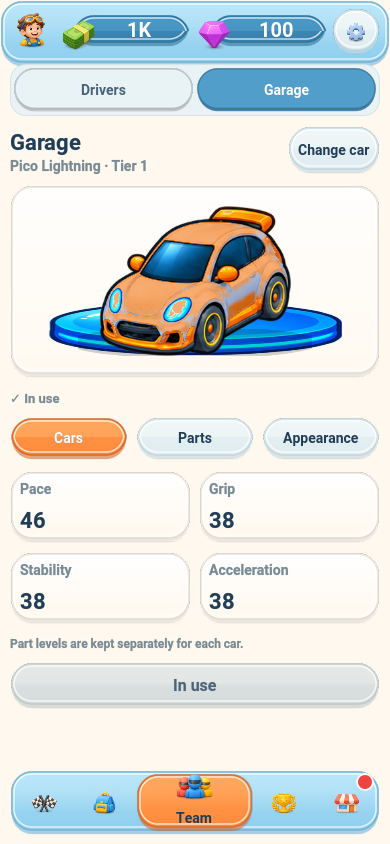 1K
100
Drivers
Garage
Garage
Change car
Pico Lightning · Tier 1
✓ In use
Cars
Parts
Appearance
Pace
Grip
46
38
Stability
Acceleration
38
38
Part levels are kept separately for each car.
In use
Team